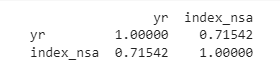 yr index_nsa
yr 1.00000 0.71542
index_nsa 0.71542 1.00000